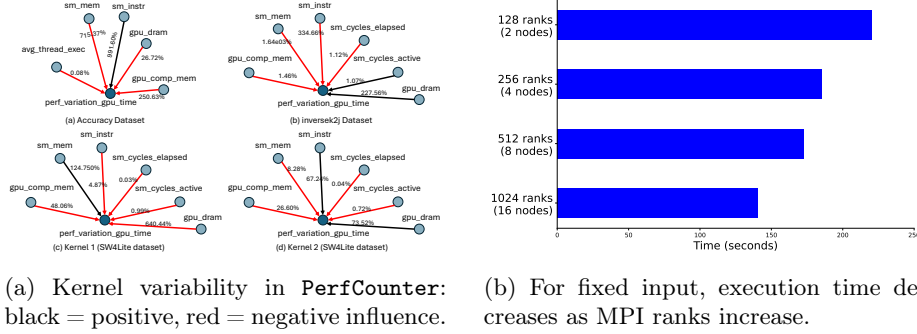 sm_mem
sm_instr
715.37%
991.60%
gpu_dram
avg_thread_exec
26.72%
0.08%
gpu_comp_mem
250.63%
perf_variation_gpu_time
(a) Accuracy Dataset
sm_mem
sm_instr
1.64e03%
334.66%
sm_cycles_elapsed
1.12%
gpu_comp_mem
sm_cycles_active
1.46%
1.07%
227.56%
gpu_dram
perf_variation_gpu_time
(b) inversek2j Dataset
sm_mem
sm_instr
124.750%
sm_cycles_elapsed
4.87%
0.03%
gpu_comp_mem
sm_cycles_active
48.06%
0.99%
gpu_dram
640.44%
perf_variation_gpu_time
(c) Kernel 1 (SW4Lite dataset)
sm_mem
sm_instr
8.28%
67.24%
sm_cycles_elapsed
0.04%
gpu_comp_mem
sm_cycles_active
26.60%
0.72%
gpu_dram
73.52%
perf_variation_gpu_time
(d) Kernel 2 (SW4Lite dataset)
(a) Kernel variability in PerfCounter:
black = positive, red = negative influence.
128 ranks
(2 nodes)
256 ranks
(4 nodes)
512 ranks
(8 nodes)
1024 ranks
(16 nodes)
0 50 100 150 200 250
Time (seconds)
(b) For fixed input, execution time de
creases as MPI ranks increase.